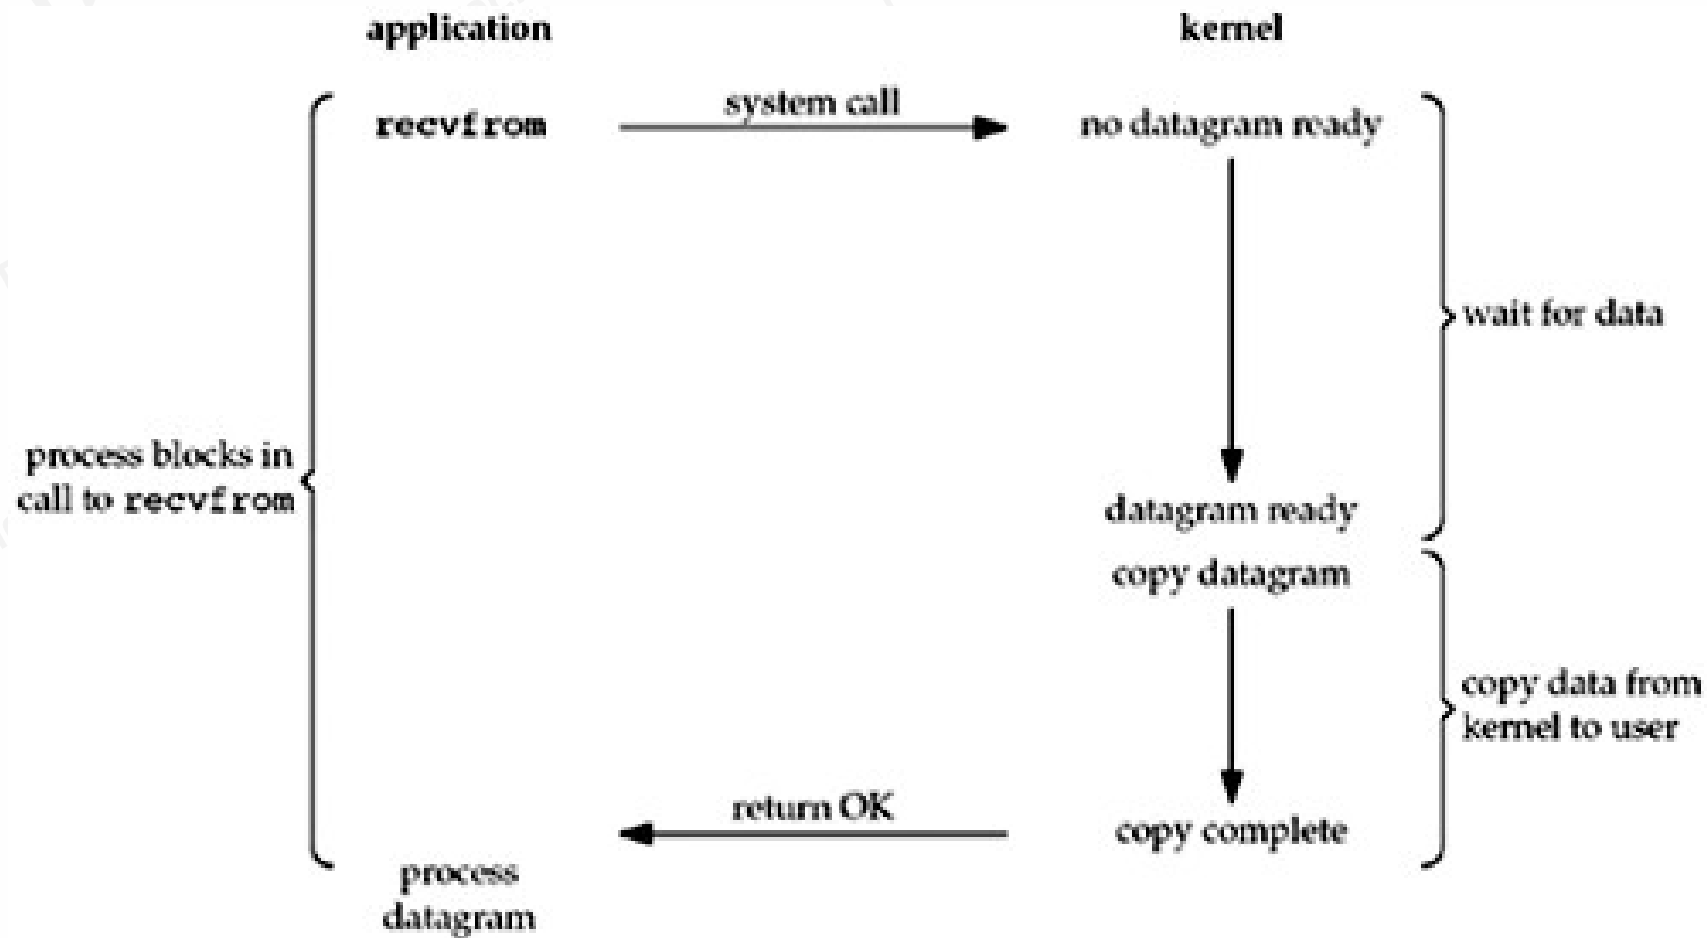 application
kernel
recvfrom
system call
no datagram ready
wait for data
process blocks in
call to recvfrom
datagram ready
copy datagram
copy data from
kernel to user
return OK
copy complete
process
datagram